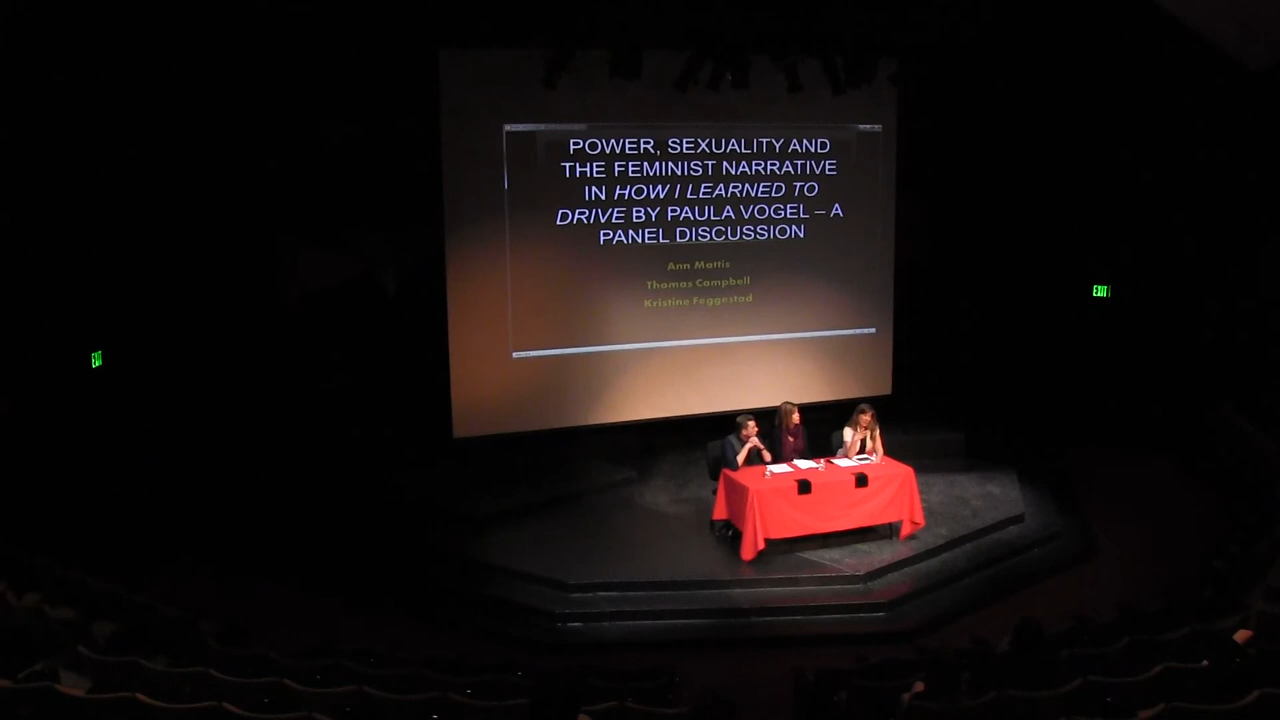 POWER, SEXUALITY AND
THE FEMINIST NARRATIVE
IN HOW I LEARNED TO
DRIVE BY PAULA VOGEL – A
PANEL DISCUSSION
Ann Mattis
Thomas Campbell
Kristine Feggestad
EXIT
EXIT